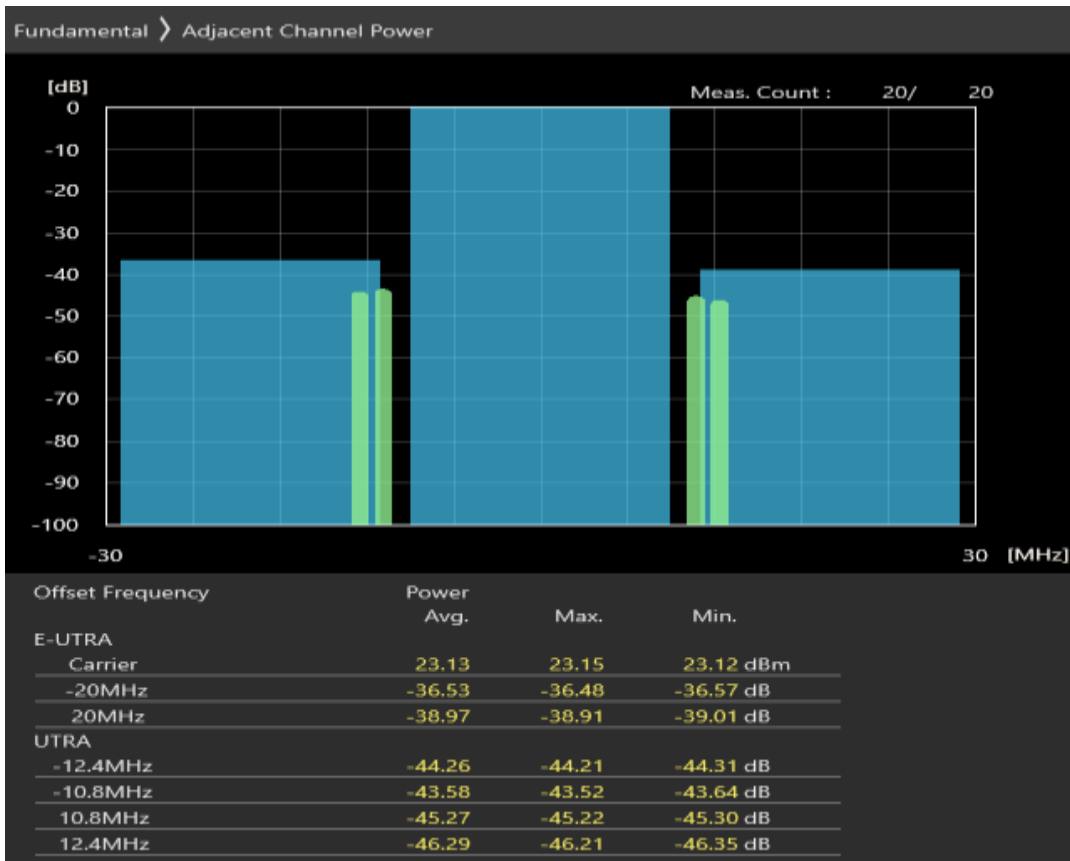 Fundamental > Adjacent Channel Power
[dB]
Meas. Count : 20/ 20
0
-10
-20
-30
-40
-50
-60
-70
-80
-90
-100
-30 30 [MHz]
Offset Frequency Power
Avg. Max. Min.
E-UTRA
Carrier 23.13 23.15 23.12 dBm
-20MHz -36.53 -36.48 -36.57 dB
20MHz -38.97 -38.91 -39.01 dB
UTRA
-12.4MHz -44.26 -44.21 -44.31 dB
-10.8MHz -43.58 -43.52 -43.64 dB
10.8MHz -45.27 -45.22 -45.30 dB
12.4MHz -46.29 -46.21 -46.35 dB